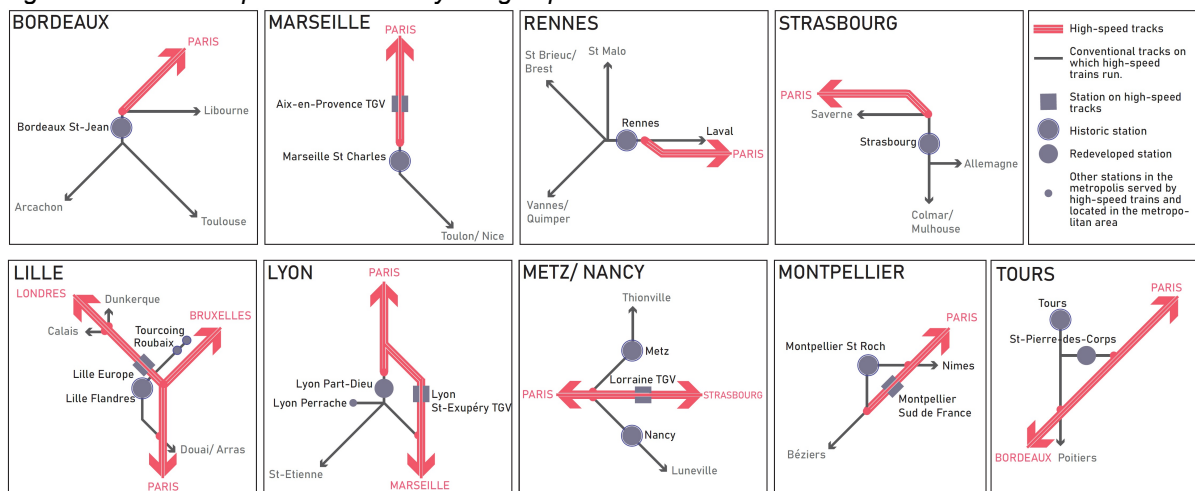 BORDEAUX
PARIS
Libourne
Bordeaux St-Jean
Arcachon
Toulouse
MARSEILLE
PARIS
Aix-en-Provence TGV
Marseille St Charles
Toulon/ Nice
RENNES
St Malo
St Brieuc/
Brest
Rennes
Laval
PARIS
Vannes/
Quimper
STRASBOURG
PARIS
Saverne
Strasbourg
Allemagne
Colmar/
Mulhouse
High-speed tracks
Conventional tracks on
which high-speed
trains run.
Station on high-speed
tracks
Historic station
Redeveloped station
Other stations in the
metropolis served by
high-speed trains and
located in the metropo-
litan area
LILLE
LONDRES
Dunkerque
BRUXELLES
Calais
Tourcoing
Roubaix
Lille Europe
Lille Flandres
Douai/ Arras
PARIS
LYON
PARIS
Lyon Part-Dieu
Lyon Perrache
Lyon
St-Exupéry TGV
St-Etienne
MARSEILLE
METZ/ NANCY
Thionville
Metz
Lorraine TGV
PARIS
STRASBOURG
Nancy
Luneville
MONTPELLIER
PARIS
Montpellier St Roch
Nimes
Montpellier
Sud de France
Béziers
TOURS
PARIS
Tours
St-Pierre-des-Corps
BORDEAUX
Poitiers